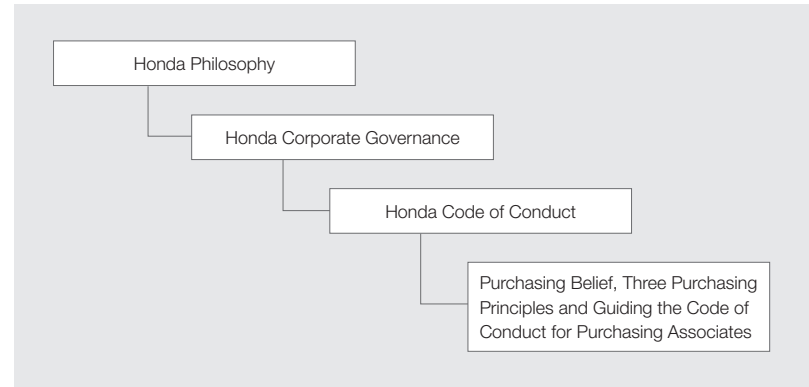 Honda Philosophy
Honda Corporate Governance
Honda Code of Conduct
Purchasing Belief, Three Purchasing
Principles and Guiding the Code of
Conduct for Purchasing Associates